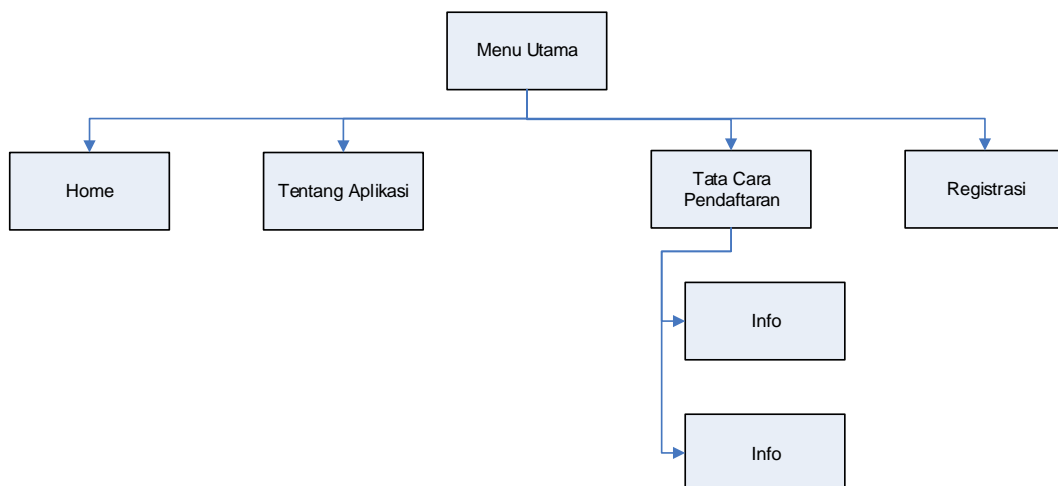 Menu Utama
Home
Tentang Aplikasi
Tata Cara
Pendaftaran
Registrasi
Info
Info